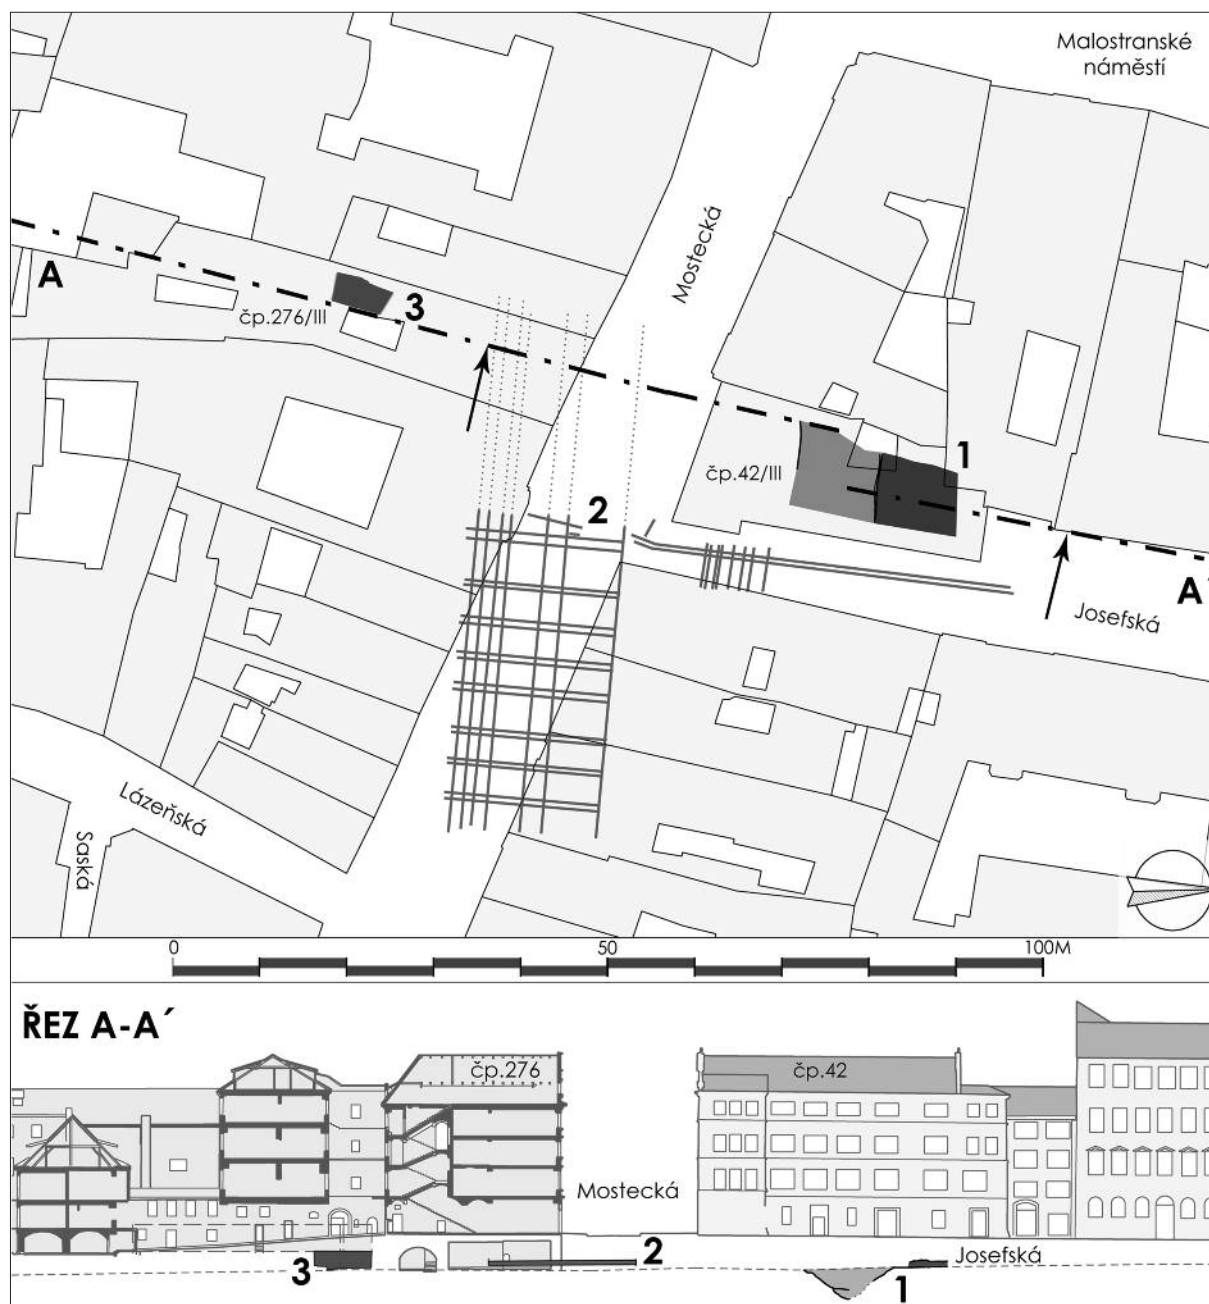 Malostranské
náměstí
Mostecká
A
3
čp.276/III
1
čp.42/III
2
A´
Josefská
Lázeňská
Saská
0 50 100M
ŘEZ A-A´
čp.276 čp.42
Mostecká
2 Josefská
3 1